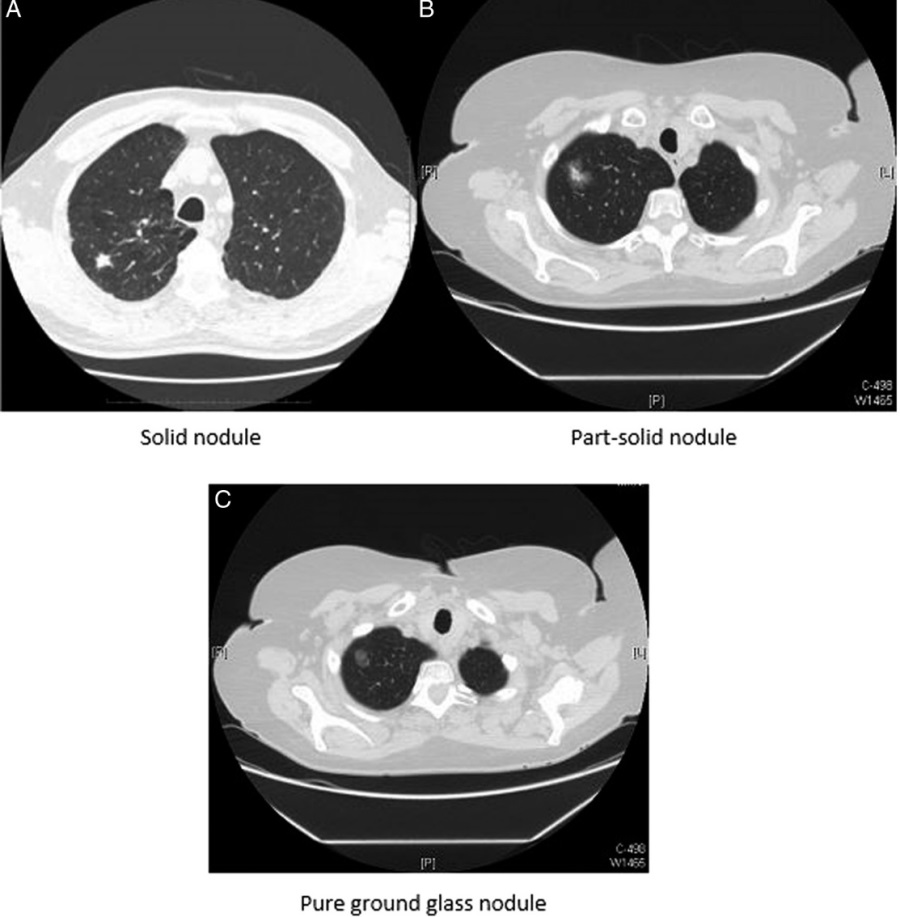 A
B
[R]
[L]
C-498
W1465
[P]
Solid nodule
Part-solid nodule
C
[R]
[L]
C-498
W1465
[P]
Pure ground glass nodule